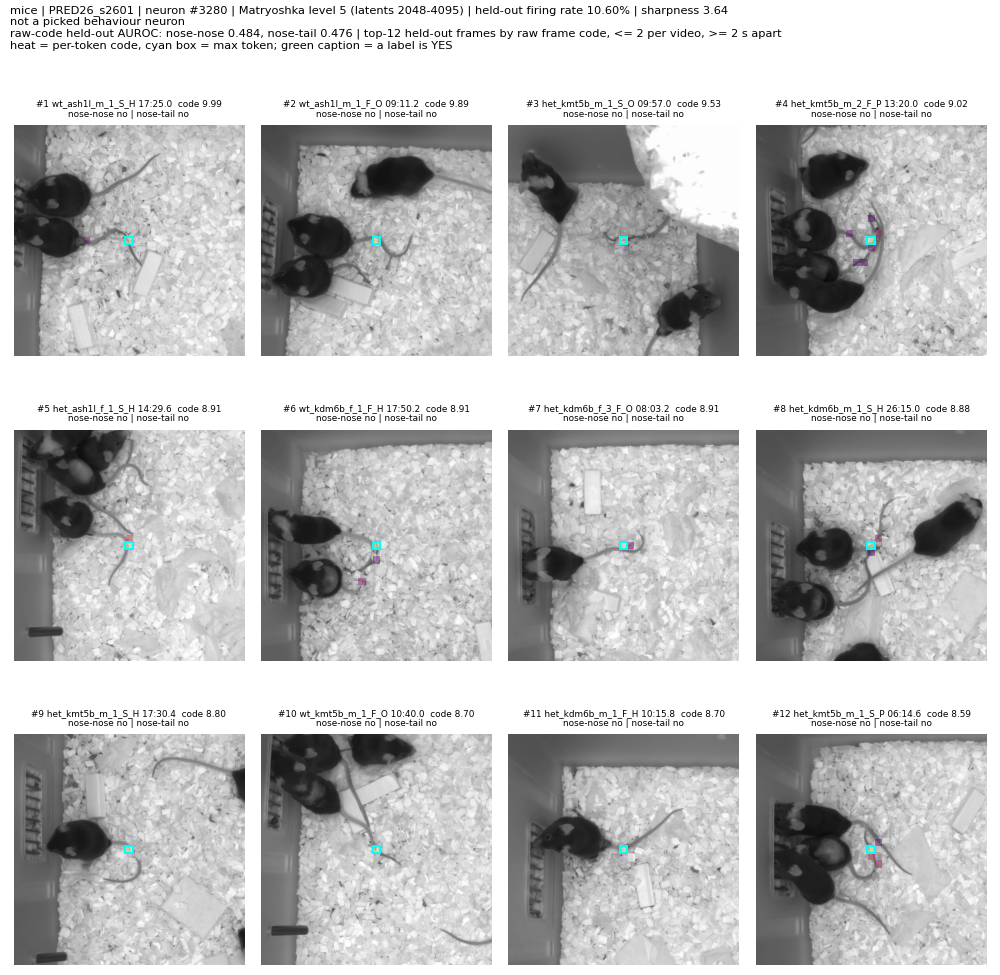 mice | PRED26_s2601 | neuron #3280 | Matryoshka level 5 (latents 2048-4095) | held-out firing rate 10.60% | sharpness 3.64
not a picked behaviour neuron
raw-code held-out AUROC: nose-nose 0.484, nose-tail 0.476 | top-12 held-out frames by raw frame code, <= 2 per video, >= 2 s apart
heat = per-token code, cyan box = max token; green caption = a label is YES
#1 wt_ash1l_m_1_S_H 17:25.0  code 9.99
nose-nose no | nose-tail no
#2 wt_ash1l_m_1_F_O 09:11.2  code 9.89
nose-nose no | nose-tail no
#3 het_kmt5b_m_1_S_O 09:57.0  code 9.53
nose-nose no | nose-tail no
#4 het_kmt5b_m_2_F_P 13:20.0  code 9.02
nose-nose no | nose-tail no
#5 het_ash1l_f_1_S_H 14:29.6  code 8.91
nose-nose no | nose-tail no
#6 wt_kdm6b_f_1_F_H 17:50.2  code 8.91
nose-nose no | nose-tail no
#7 het_kdm6b_f_3_F_O 08:03.2  code 8.91
nose-nose no | nose-tail no
#8 het_kdm6b_m_1_S_H 26:15.0  code 8.88
nose-nose no | nose-tail no
#9 het_kmt5b_m_1_S_H 17:30.4  code 8.80
nose-nose no | nose-tail no
#10 wt_kmt5b_m_1_F_O 10:40.0  code 8.70
nose-nose no | nose-tail no
#11 het_kdm6b_m_1_F_H 10:15.8  code 8.70
nose-nose no | nose-tail no
#12 het_kmt5b_m_1_S_P 06:14.6  code 8.59
nose-nose no | nose-tail no